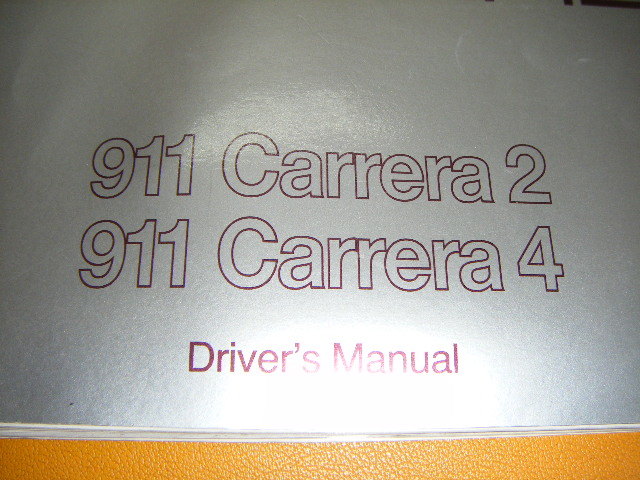 911 Carrera 2
911 Carrera 4
Driver's Manual